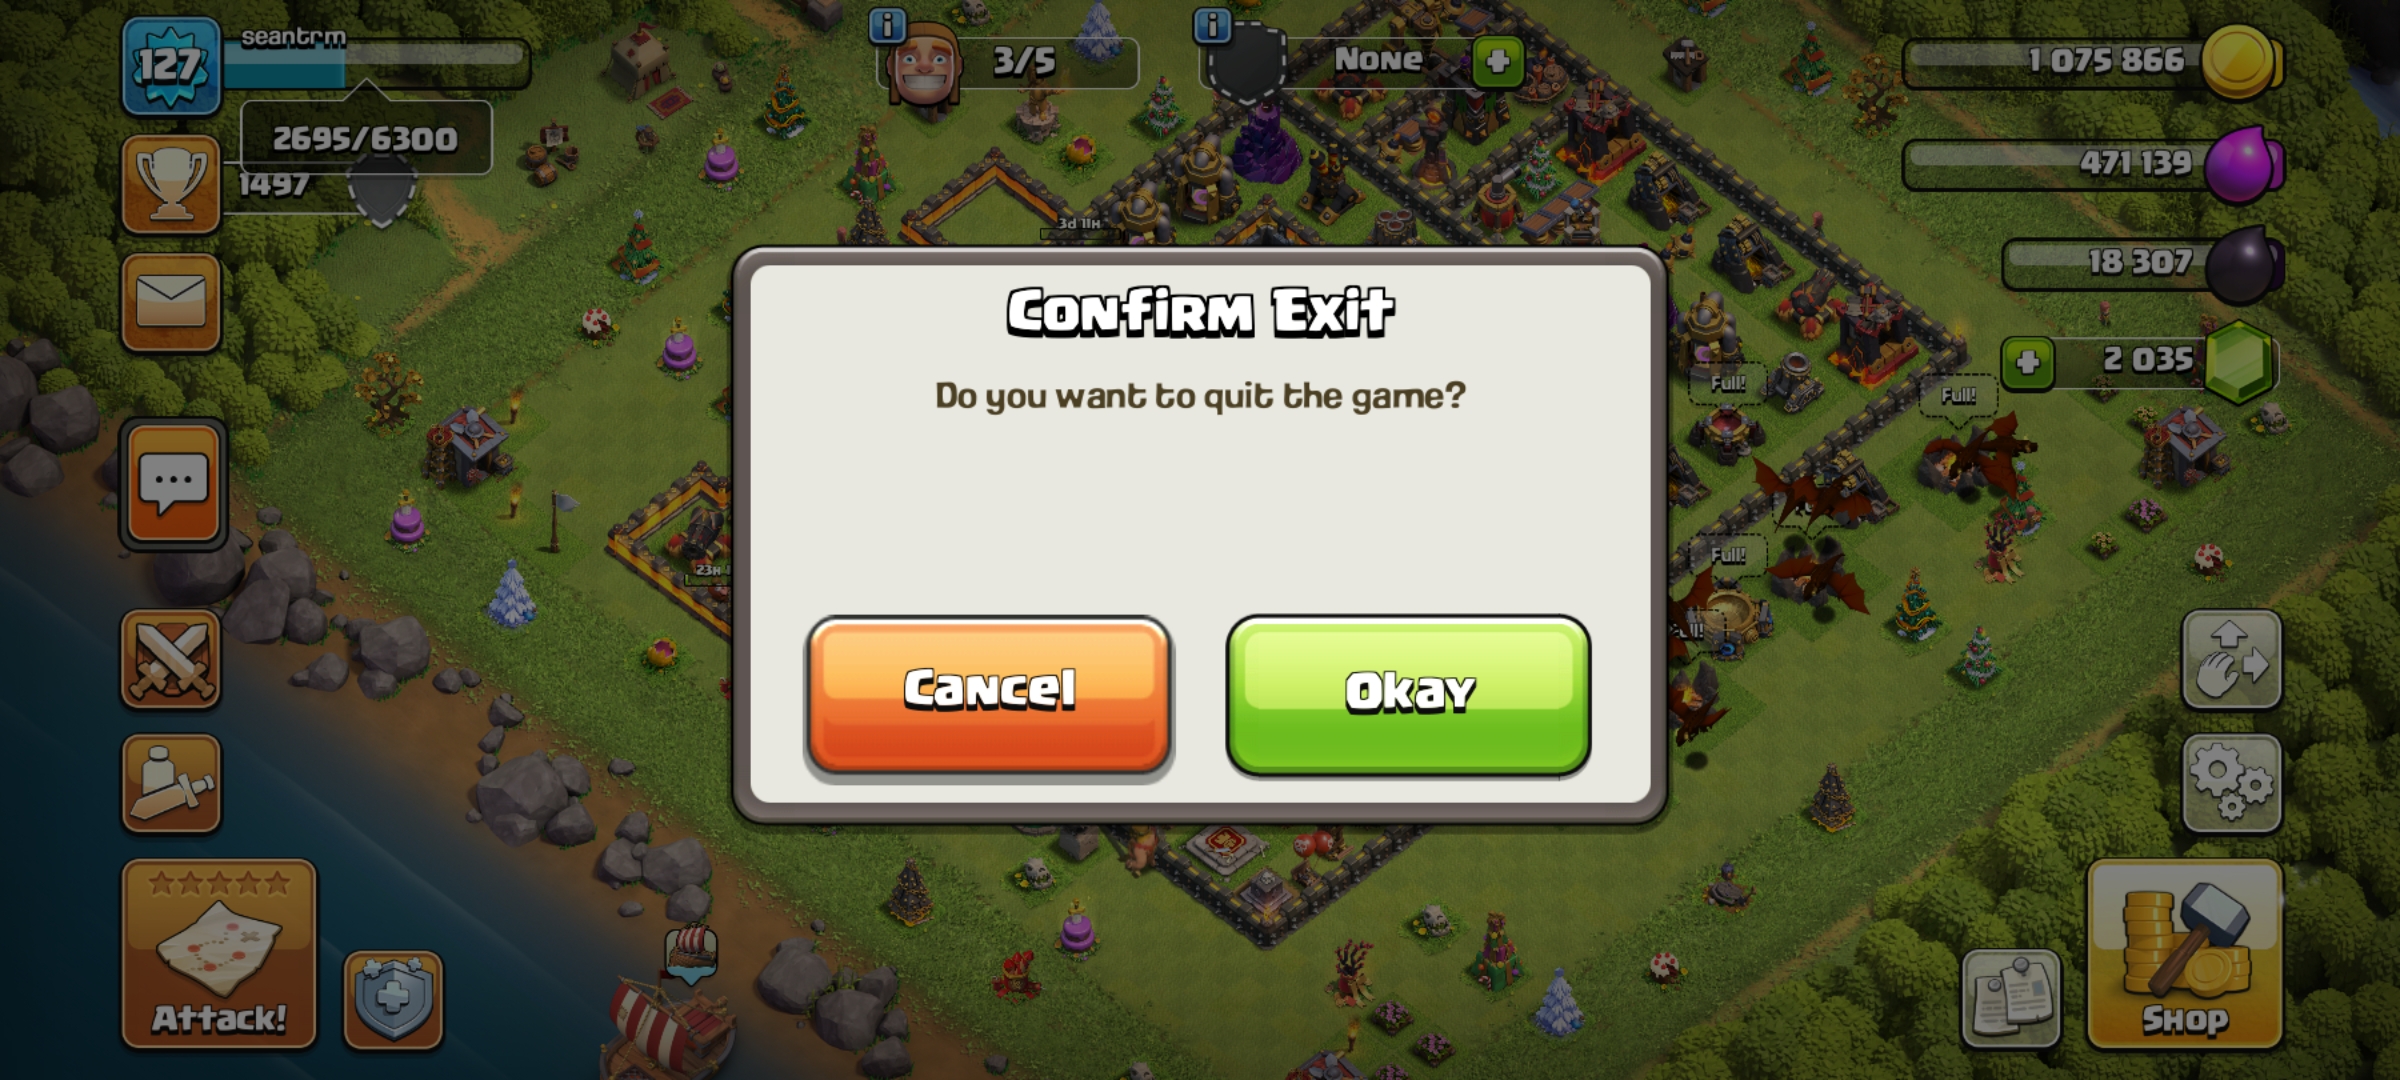 127
seantrm
3/5
None
1 075 866
2695/6300
1497
471 139
3d 11H
18 307
Confirm Exit
2 035
Full!
Full!
Do you want to quit the game?
Full!
23H
Cancel
Okay
Attack!
Shop